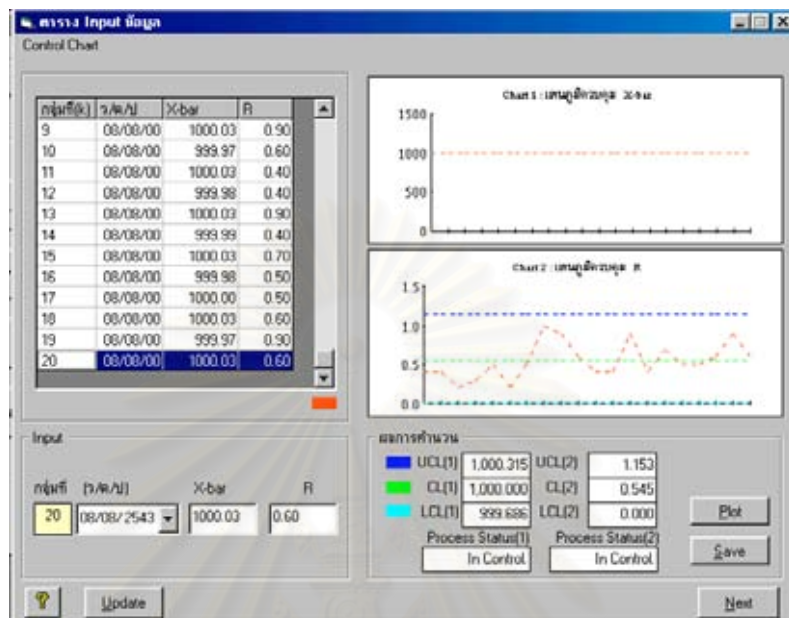 ตาราง Input ข้อมูล
Control Chart
กลุ่มที่(k) ว/ด/ป X-bar R
9 08/08/00 1000.03 0.90
10 08/08/00 999.97 0.60
11 08/08/00 1000.03 0.40
12 08/08/00 999.98 0.40
13 08/08/00 1000.03 0.90
14 08/08/00 999.99 0.40
15 08/08/00 1000.03 0.70
16 08/08/00 999.98 0.50
17 08/08/00 1000.00 0.50
18 08/08/00 1000.03 0.60
19 08/08/00 999.97 0.90
20 08/08/00 1000.03 0.60
Chart 1 : แผนภูมิควบคุม X-bar
1500
1000
500
0
Chart 2 : แผนภูมิควบคุม R
1.5
1.0
0.5
0.0
Input
กลุ่มที่ (ว/ด/ป) X-bar R
20 08/08/2543 1000.03 0.60
ผลการคำนวน
UCL(1) 1,000.315 UCL(2) 1.153
CL(1) 1,000.000 CL(2) 0.545
LCL(1) 999.686 LCL(2) 0.000
Process Status(1) Process Status(2)
In Control In Control
Plot
Save
? Update Next